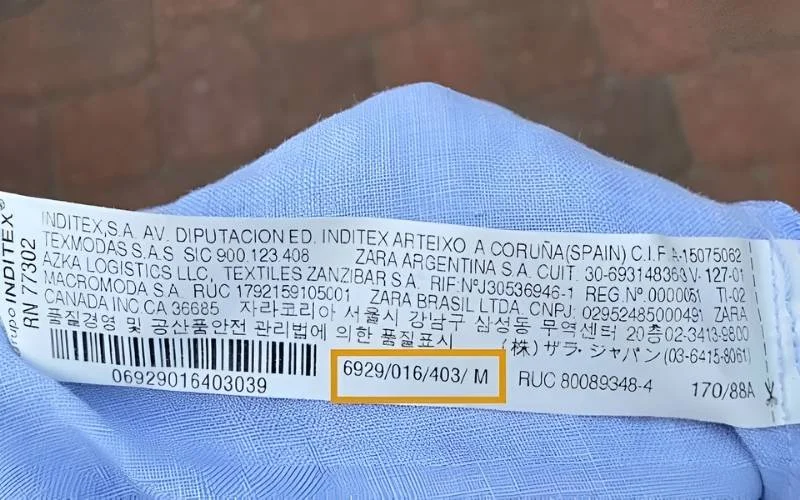 Grupo INDITEX®
RN 77302
INDITEX,S.A. AV. DIPUTACION ED. INDITEX ARTEIXO A CORUÑA(SPAIN) C.I.F A-15075062
TEXMODAS S.A.S SIC 900.123.408 ZARA ARGENTINA S.A. CUIT. 30-69314836 V-127-01
AZKA LOGISTICS LLC, TEXTILES ZANZIBAR S.A. RIF:NºJ30536946-1 REG.Nº.0000051 TI-02
MACROMODA S.A. RUC 1792159105001 ZARA BRASIL LTDA. CNPJ: 02952485000491 ZARA
CANADA INC.CA 36685 자라코리아 서울시 강남구 삼성동 무역센터 20층02-3413-9800
품질경영 및 공산품안전 관리법에 의한 품질표시 (株)ザラ・ジャパン(03-6415-8061)
06929016403039
6929/016/403/ M
RUC 80089348-4
170/88A